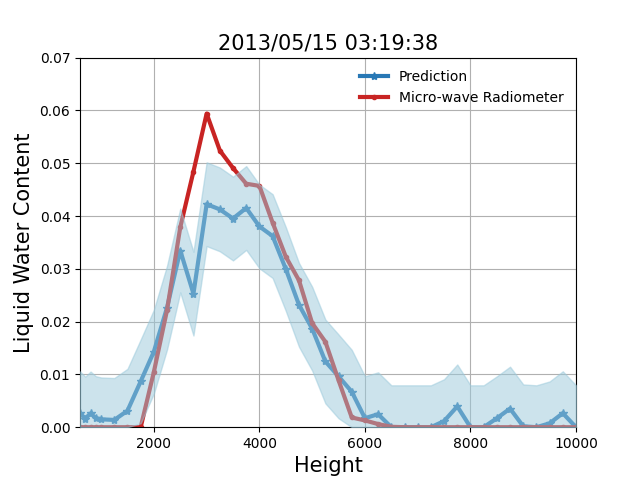 2013/05/15 03:19:38
Prediction
Micro-wave Radiometer
Liquid Water Content
0.07
0.06
0.05
0.04
0.03
0.02
0.01
0.00
2000 4000 6000 8000 10000
Height